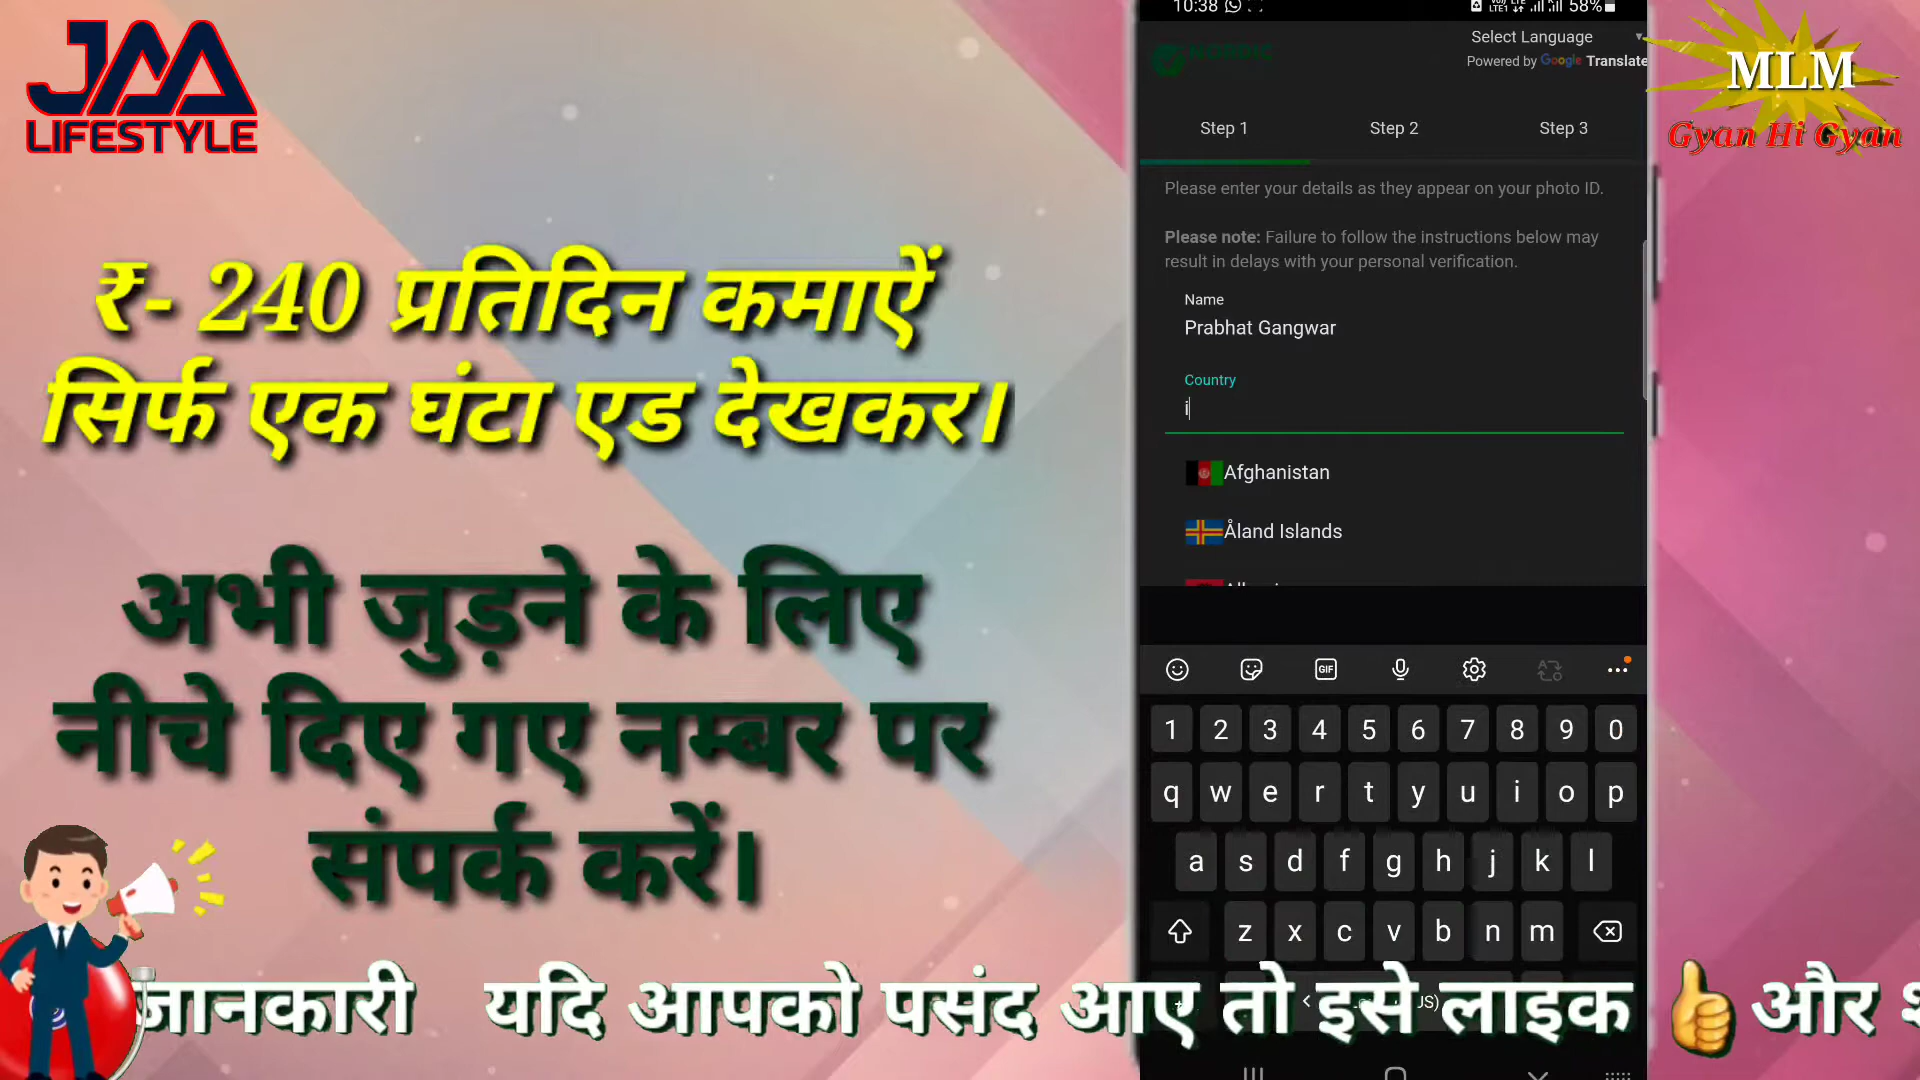 JAA
LIFESTYLE
₹- 240 प्रतिदिन कमाऐं
सिर्फ एक घंटा एड देखकर।
अभी जुड़ने के लिए
नीचे दिए गए नम्बर पर
संपर्क करें।
जानकारी यदि आपको पसंद आए तो इसे लाइक 👍 और
MLM
Gyan Hi Gyan
10:38
58%
NORDIC
Select Language
Powered by Google Translate
Step 1 Step 2 Step 3
Please enter your details as they appear on your photo ID.
Please note: Failure to follow the instructions below may
result in delays with your personal verification.
Name
Prabhat Gangwar
Country
i
Afghanistan
Åland Islands
GIF
1 2 3 4 5 6 7 8 9 0
q w e r t y u i o p
a s d f g h j k l
z x c v b n m